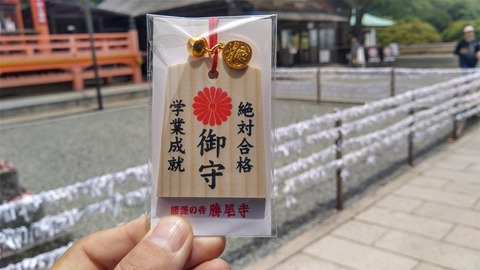 絶対合格
御守
学業成就
勝運の寺 勝尾寺